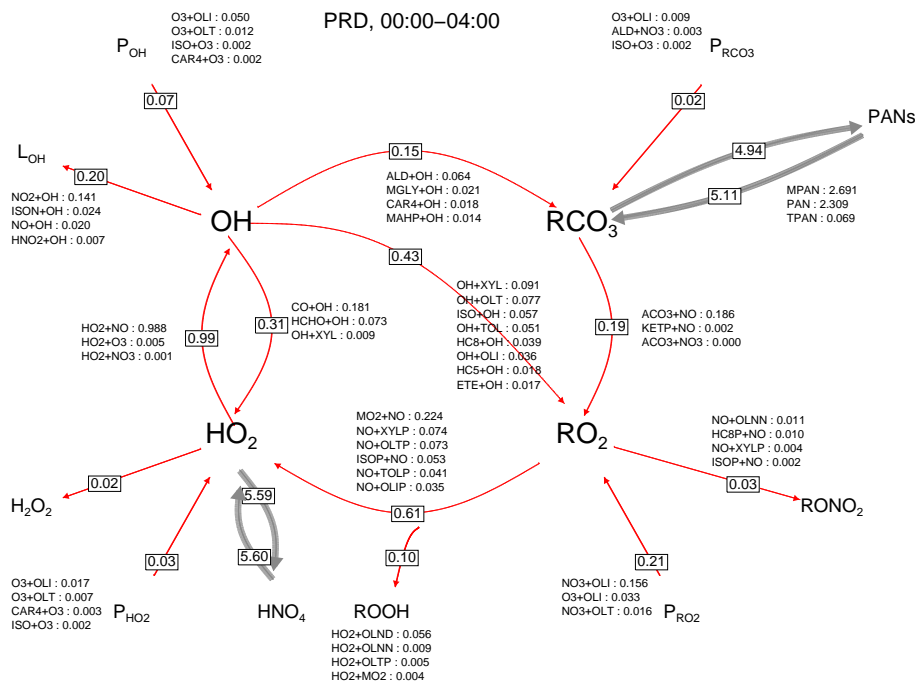 PRD, 00:00−04:00
O3+OLI : 0.050
O3+OLT : 0.012
ISO+O3 : 0.002
CAR4+O3 : 0.002
P_OH
0.07
O3+OLI : 0.009
ALD+NO3 : 0.003
ISO+O3 : 0.002
P_RCO3
0.02
PANs
4.94
5.11
MPAN : 2.691
PAN : 2.309
TPAN : 0.069
L_OH
0.20
NO2+OH : 0.141
ISON+OH : 0.024
NO+OH : 0.020
HNO2+OH : 0.007
OH
0.15
ALD+OH : 0.064
MGLY+OH : 0.021
CAR4+OH : 0.018
MAHP+OH : 0.014
RCO₃
0.43
OH+XYL : 0.091
OH+OLT : 0.077
ISO+OH : 0.057
OH+TOL : 0.051
HC8+OH : 0.039
OH+OLI : 0.036
HC5+OH : 0.018
ETE+OH : 0.017
HO2+NO : 0.988
HO2+O3 : 0.005
HO2+NO3 : 0.001
0.99
0.31
CO+OH : 0.181
HCHO+OH : 0.073
OH+XYL : 0.009
0.19
ACO3+NO : 0.186
KETP+NO : 0.002
ACO3+NO3 : 0.000
HO₂
MO2+NO : 0.224
NO+XYLP : 0.074
NO+OLTP : 0.073
ISOP+NO : 0.053
NO+TOLP : 0.041
NO+OLIP : 0.035
RO₂
NO+OLNN : 0.011
HC8P+NO : 0.010
NO+XYLP : 0.004
ISOP+NO : 0.002
0.02
H₂O₂
5.59
5.60
0.61
0.03
RONO₂
0.03
0.10
0.21
O3+OLI : 0.017
O3+OLT : 0.007
CAR4+O3 : 0.003
ISO+O3 : 0.002
P_HO2
HNO₄
ROOH
HO2+OLND : 0.056
HO2+OLNN : 0.009
HO2+OLTP : 0.005
HO2+MO2 : 0.004
NO3+OLI : 0.156
O3+OLI : 0.033
NO3+OLT : 0.016
P_RO2